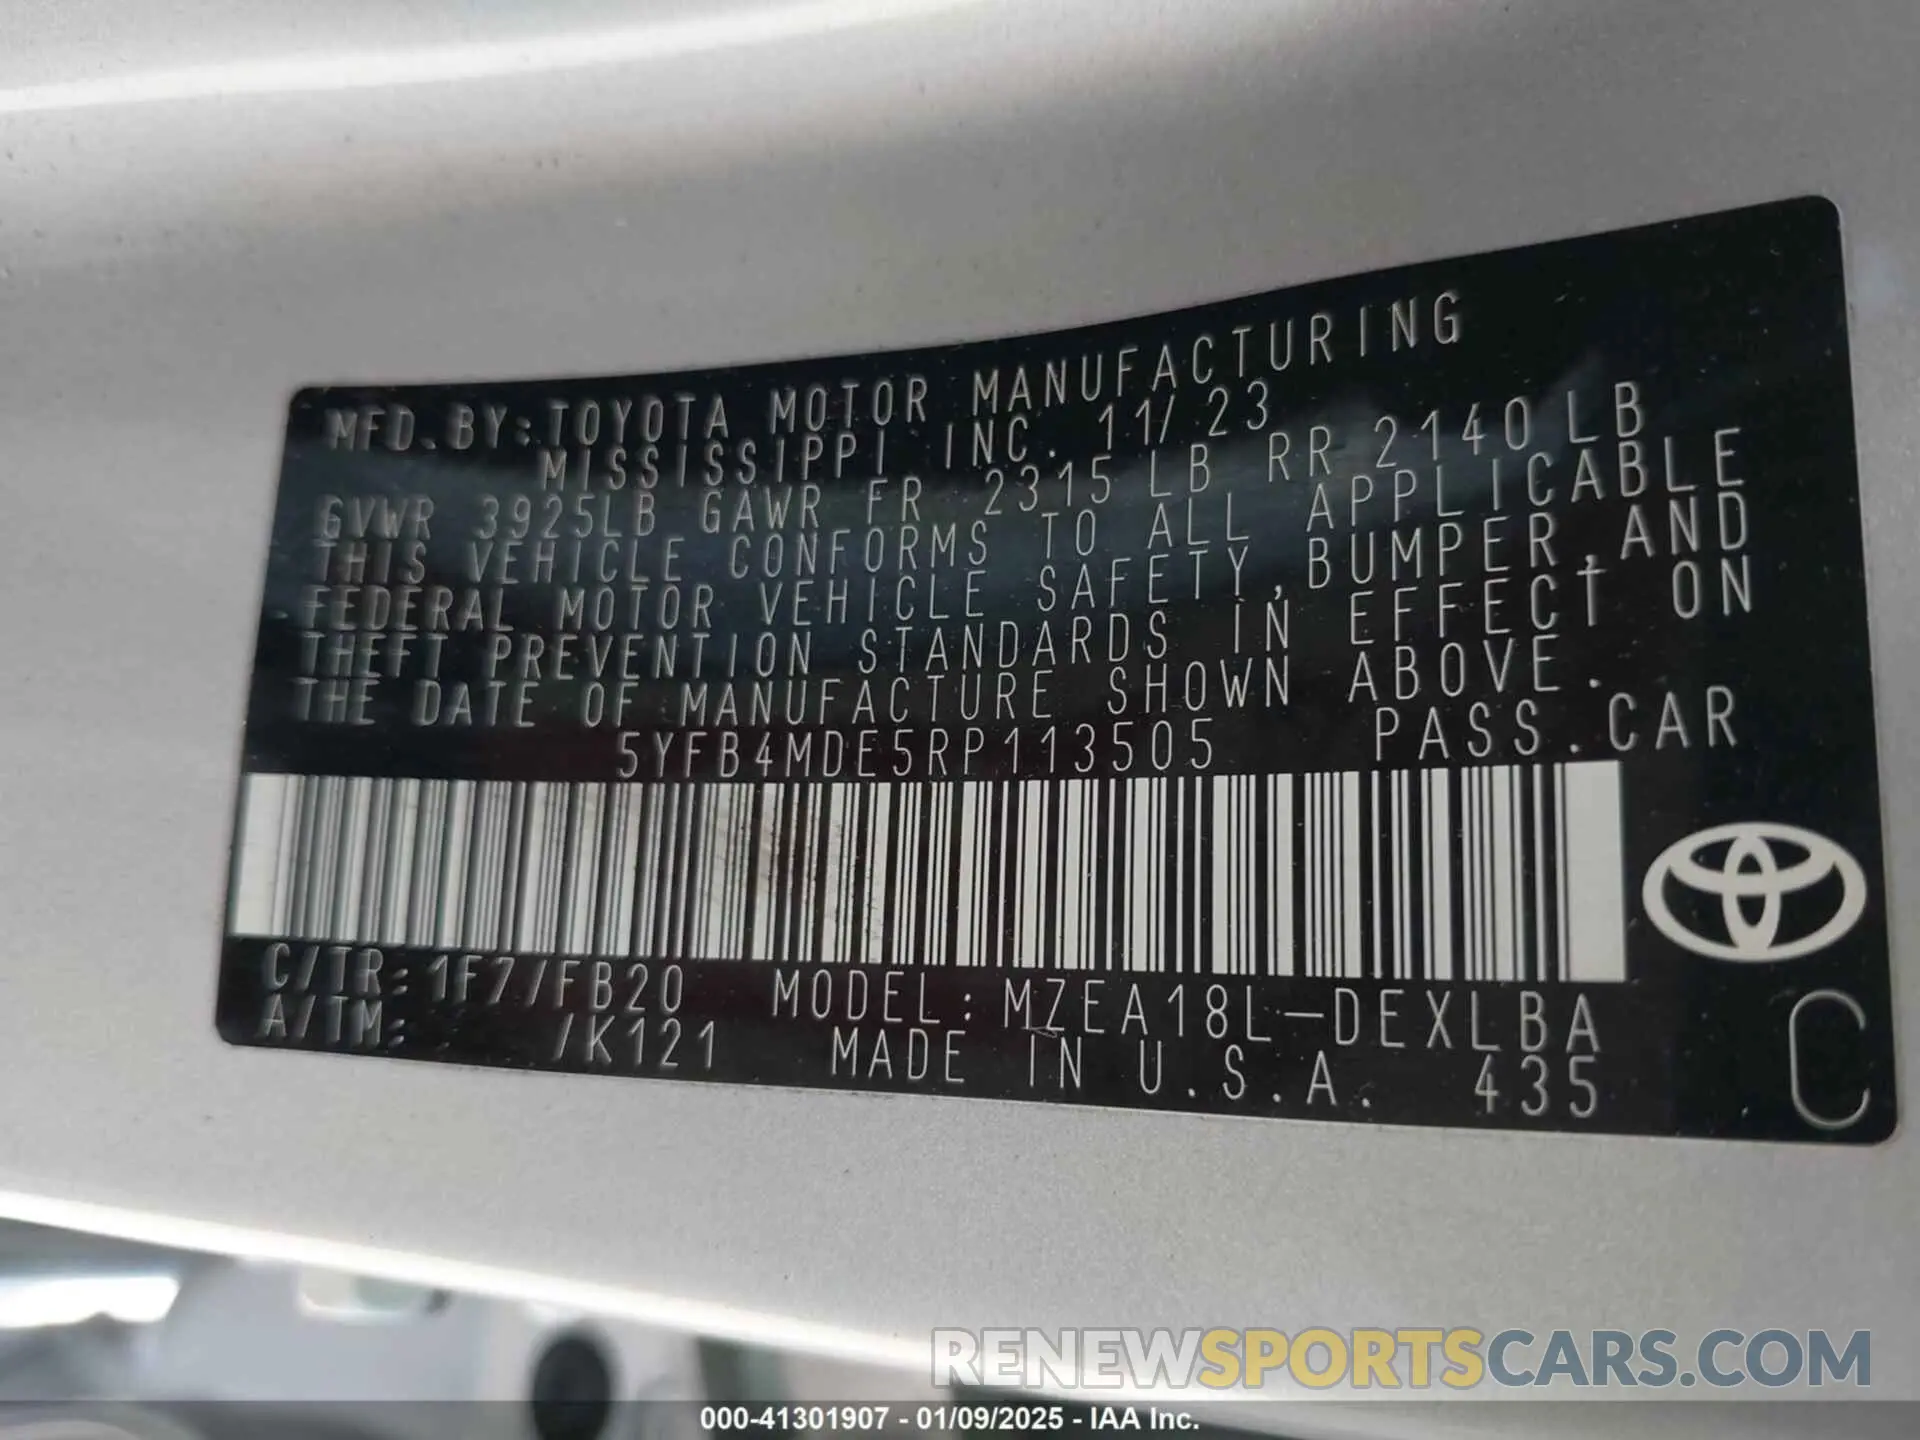 MFD. BY: TOYOTA MOTOR MANUFACTURING
MISSISSIPPI INC. 11/23
GVWR 3925LB GAWR FR 2315 LB RR 2140 LB
THIS VEHICLE CONFORMS TO ALL APPLICABLE
FEDERAL MOTOR VEHICLE SAFETY, BUMPER, AND
THEFT PREVENTION STANDARDS IN EFFECT ON
THE DATE OF MANUFACTURE SHOWN ABOVE.
5YFB4MDE5RP113505 PASS. CAR
C/TR: 1F7/FB20 MODEL: MZEA18L-DEXLBA
A/TM: /K121 MADE IN U.S.A. 435
C
RENEWSPORTSCARS.COM
000-41301907 - 01/09/2025 - IAA Inc.